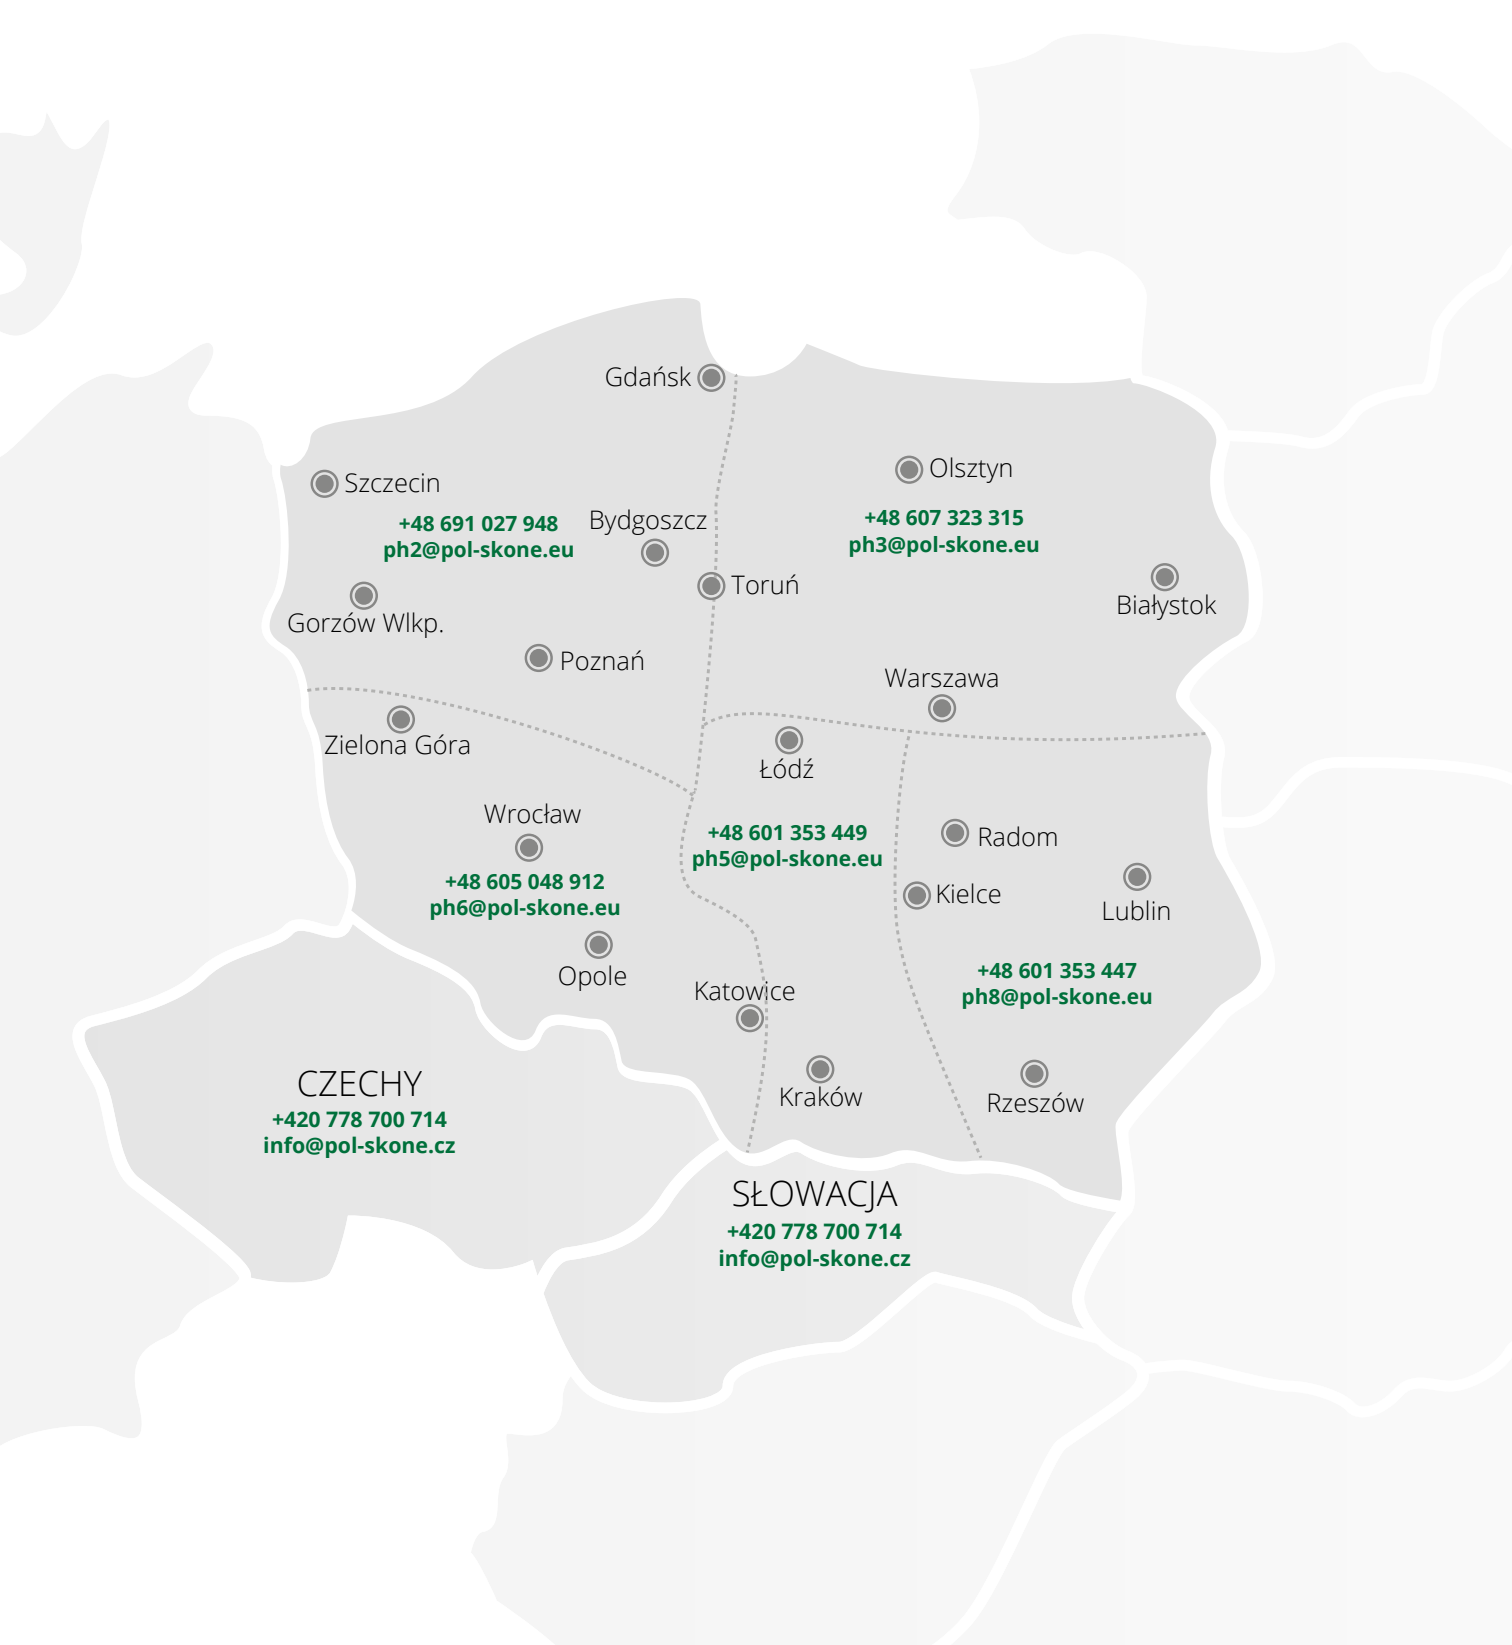 Gdańsk
Olsztyn
Szczecin
+48 691 027 948
ph2@pol-skone.eu
Bydgoszcz
+48 607 323 315
ph3@pol-skone.eu
Toruń
Białystok
Gorzów Wlkp.
Poznań
Warszawa
Zielona Góra
Łódź
Wrocław
+48 605 048 912
ph6@pol-skone.eu
+48 601 353 449
ph5@pol-skone.eu
Radom
Kielce
Lublin
Opole
Katowice
+48 601 353 447
ph8@pol-skone.eu
Kraków
Rzeszów
CZECHY
+420 778 700 714
info@pol-skone.cz
SŁOWACJA
+420 778 700 714
info@pol-skone.cz